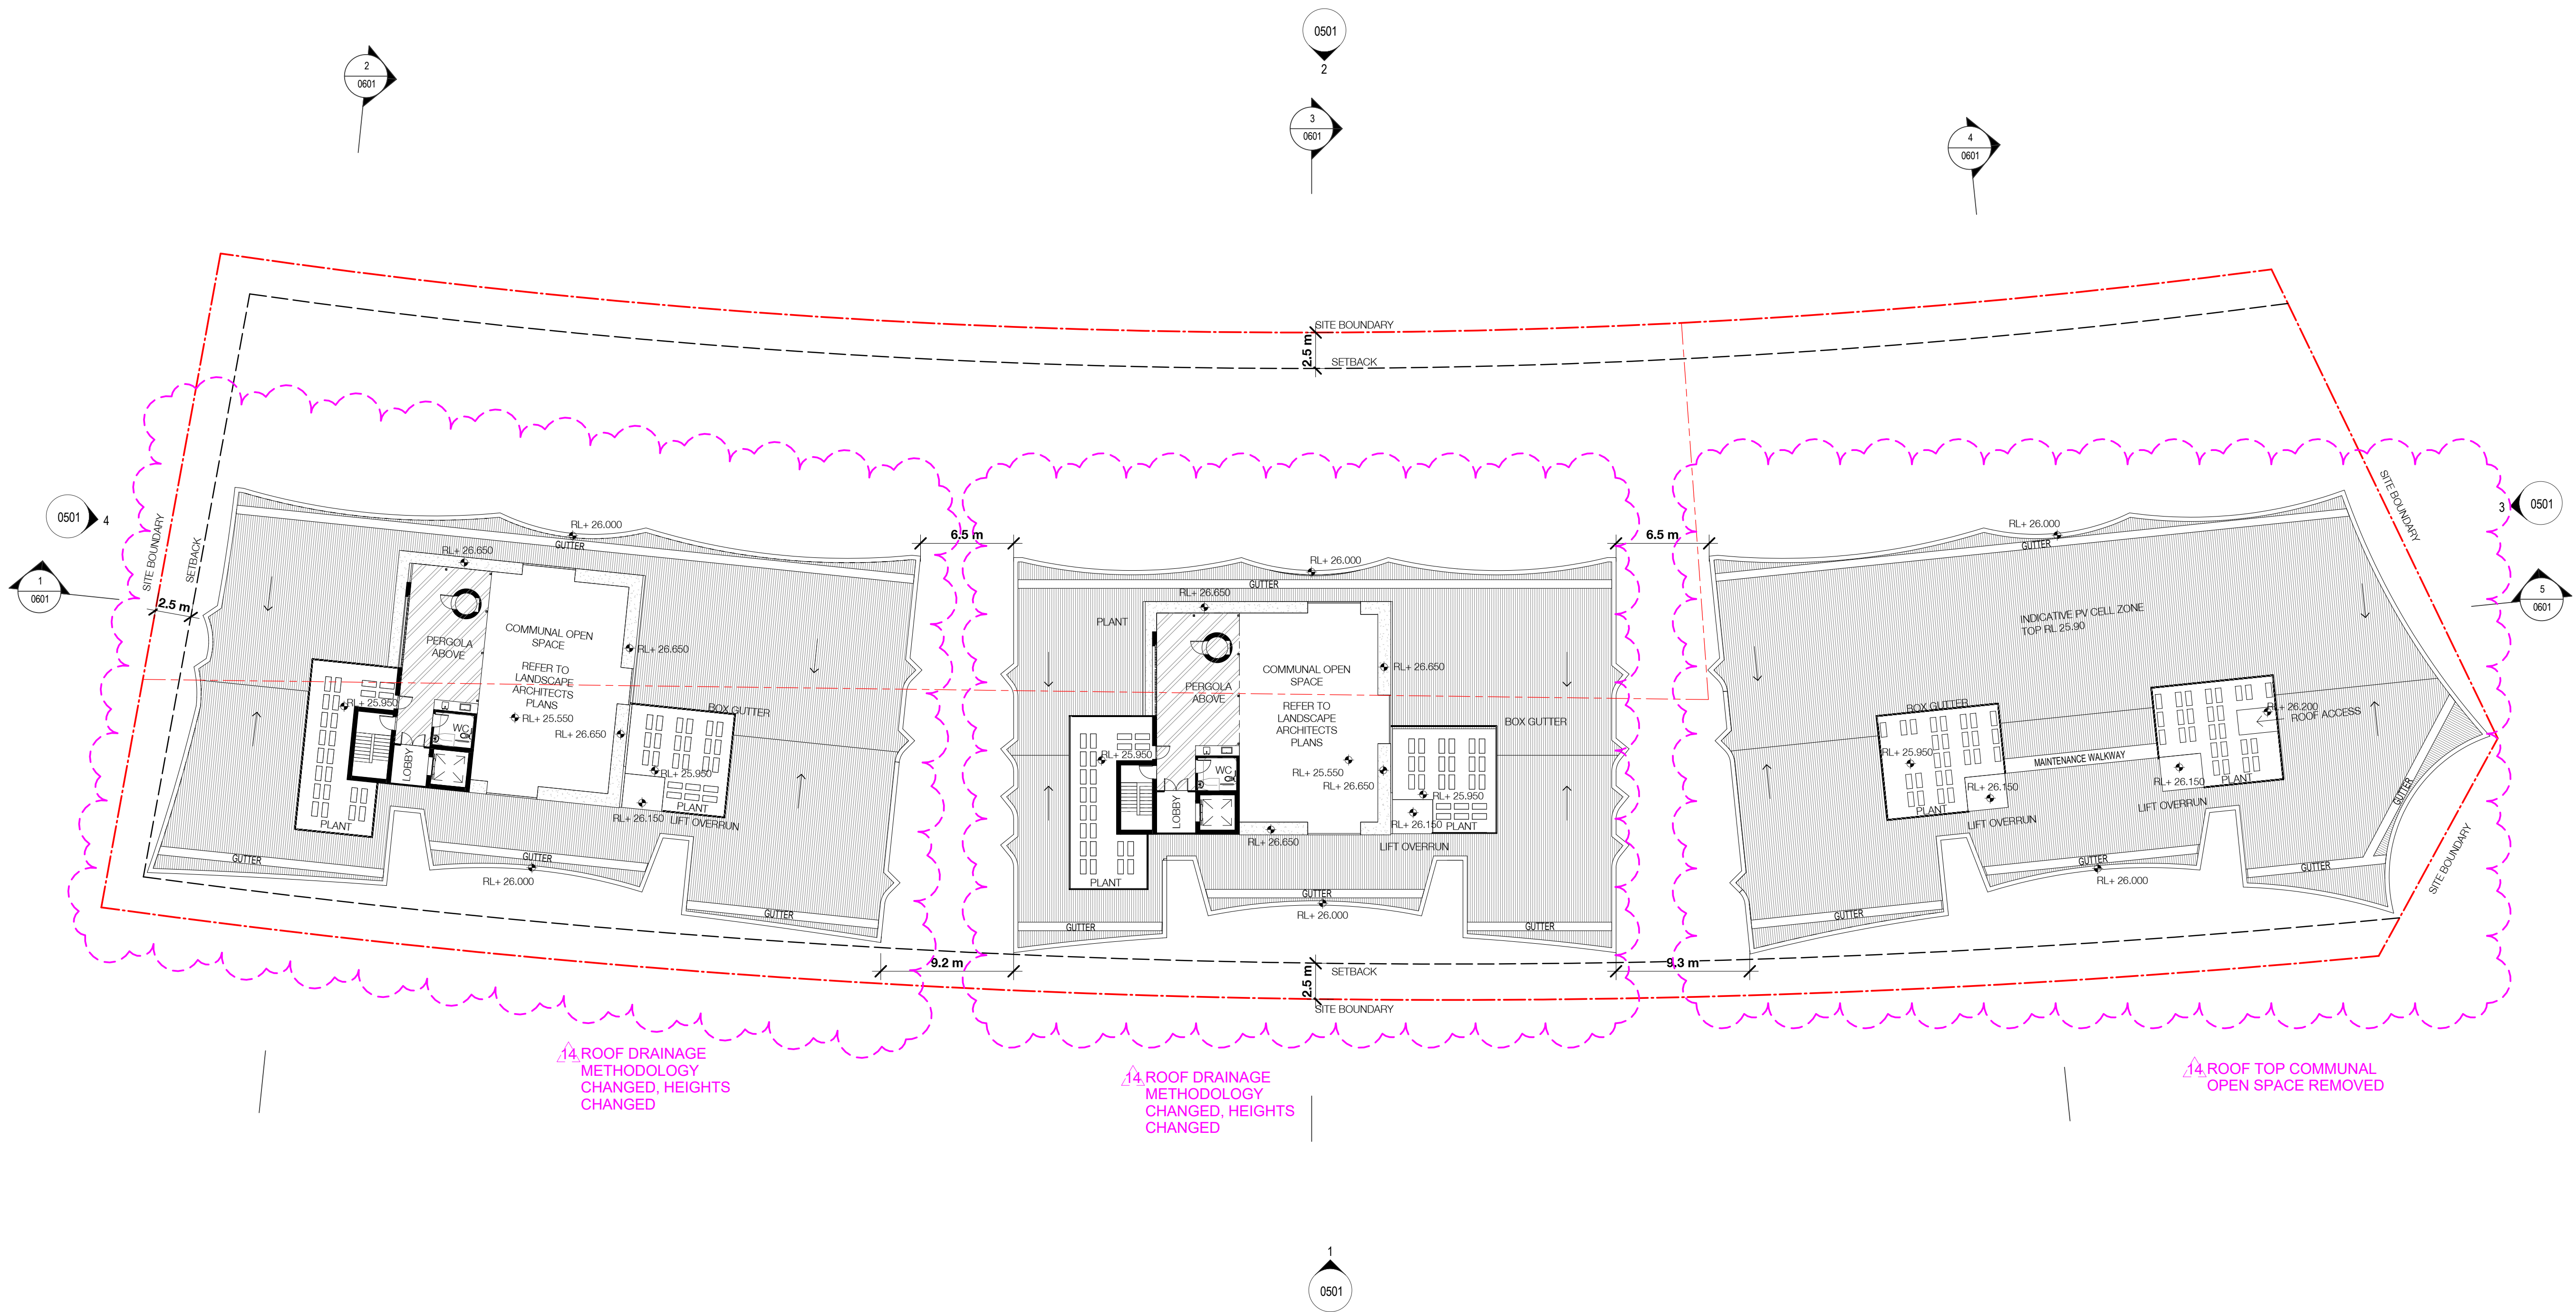 0501
2
2
0601
3
0601
4
0601
SITE BOUNDARY
2.5 m
SETBACK
0501
4
1
0601
SITE BOUNDARY
SETBACK
2.5 m
RL+ 26.000
GUTTER
RL+ 26.650
PERGOLA
ABOVE
COMMUNAL OPEN
SPACE
REFER TO
LANDSCAPE
ARCHITECTS
PLANS
RL+ 25.550
RL+ 26.650
RL+ 26.650
RL+ 25.950
WC
LOBBY
PLANT
BOX GUTTER
RL+ 25.950
PLANT
RL+ 26.150
LIFT OVERRUN
GUTTER
GUTTER
RL+ 26.000
GUTTER
6.5 m
9.2 m
RL+ 26.000
GUTTER
RL+ 26.650
PLANT
PERGOLA
ABOVE
COMMUNAL OPEN
SPACE
REFER TO
LANDSCAPE
ARCHITECTS
PLANS
RL+ 25.550
RL+ 26.650
RL+ 26.650
RL+ 25.950
WC
LOBBY
PLANT
BOX GUTTER
RL+ 25.950
RL+ 26.150
PLANT
LIFT OVERRUN
RL+ 26.650
GUTTER
RL+ 26.000
GUTTER
GUTTER
2.5 m
SETBACK
SITE BOUNDARY
6.5 m
9.3 m
RL+ 26.000
GUTTER
INDICATIVE PV CELL ZONE
TOP RL 25.90
BOX GUTTER
RL+ 25.950
PLANT
RL+ 26.150
LIFT OVERRUN
MAINTENANCE WALKWAY
RL+ 26.200
ROOF ACCESS
RL+ 26.150
PLANT
LIFT OVERRUN
GUTTER
GUTTER
RL+ 26.000
GUTTER
GUTTER
SITE BOUNDARY
SITE BOUNDARY
3
0501
5
0601
14 ROOF DRAINAGE
METHODOLOGY
CHANGED, HEIGHTS
CHANGED
14 ROOF DRAINAGE
METHODOLOGY
CHANGED, HEIGHTS
CHANGED
14 ROOF TOP COMMUNAL
OPEN SPACE REMOVED
1
0501